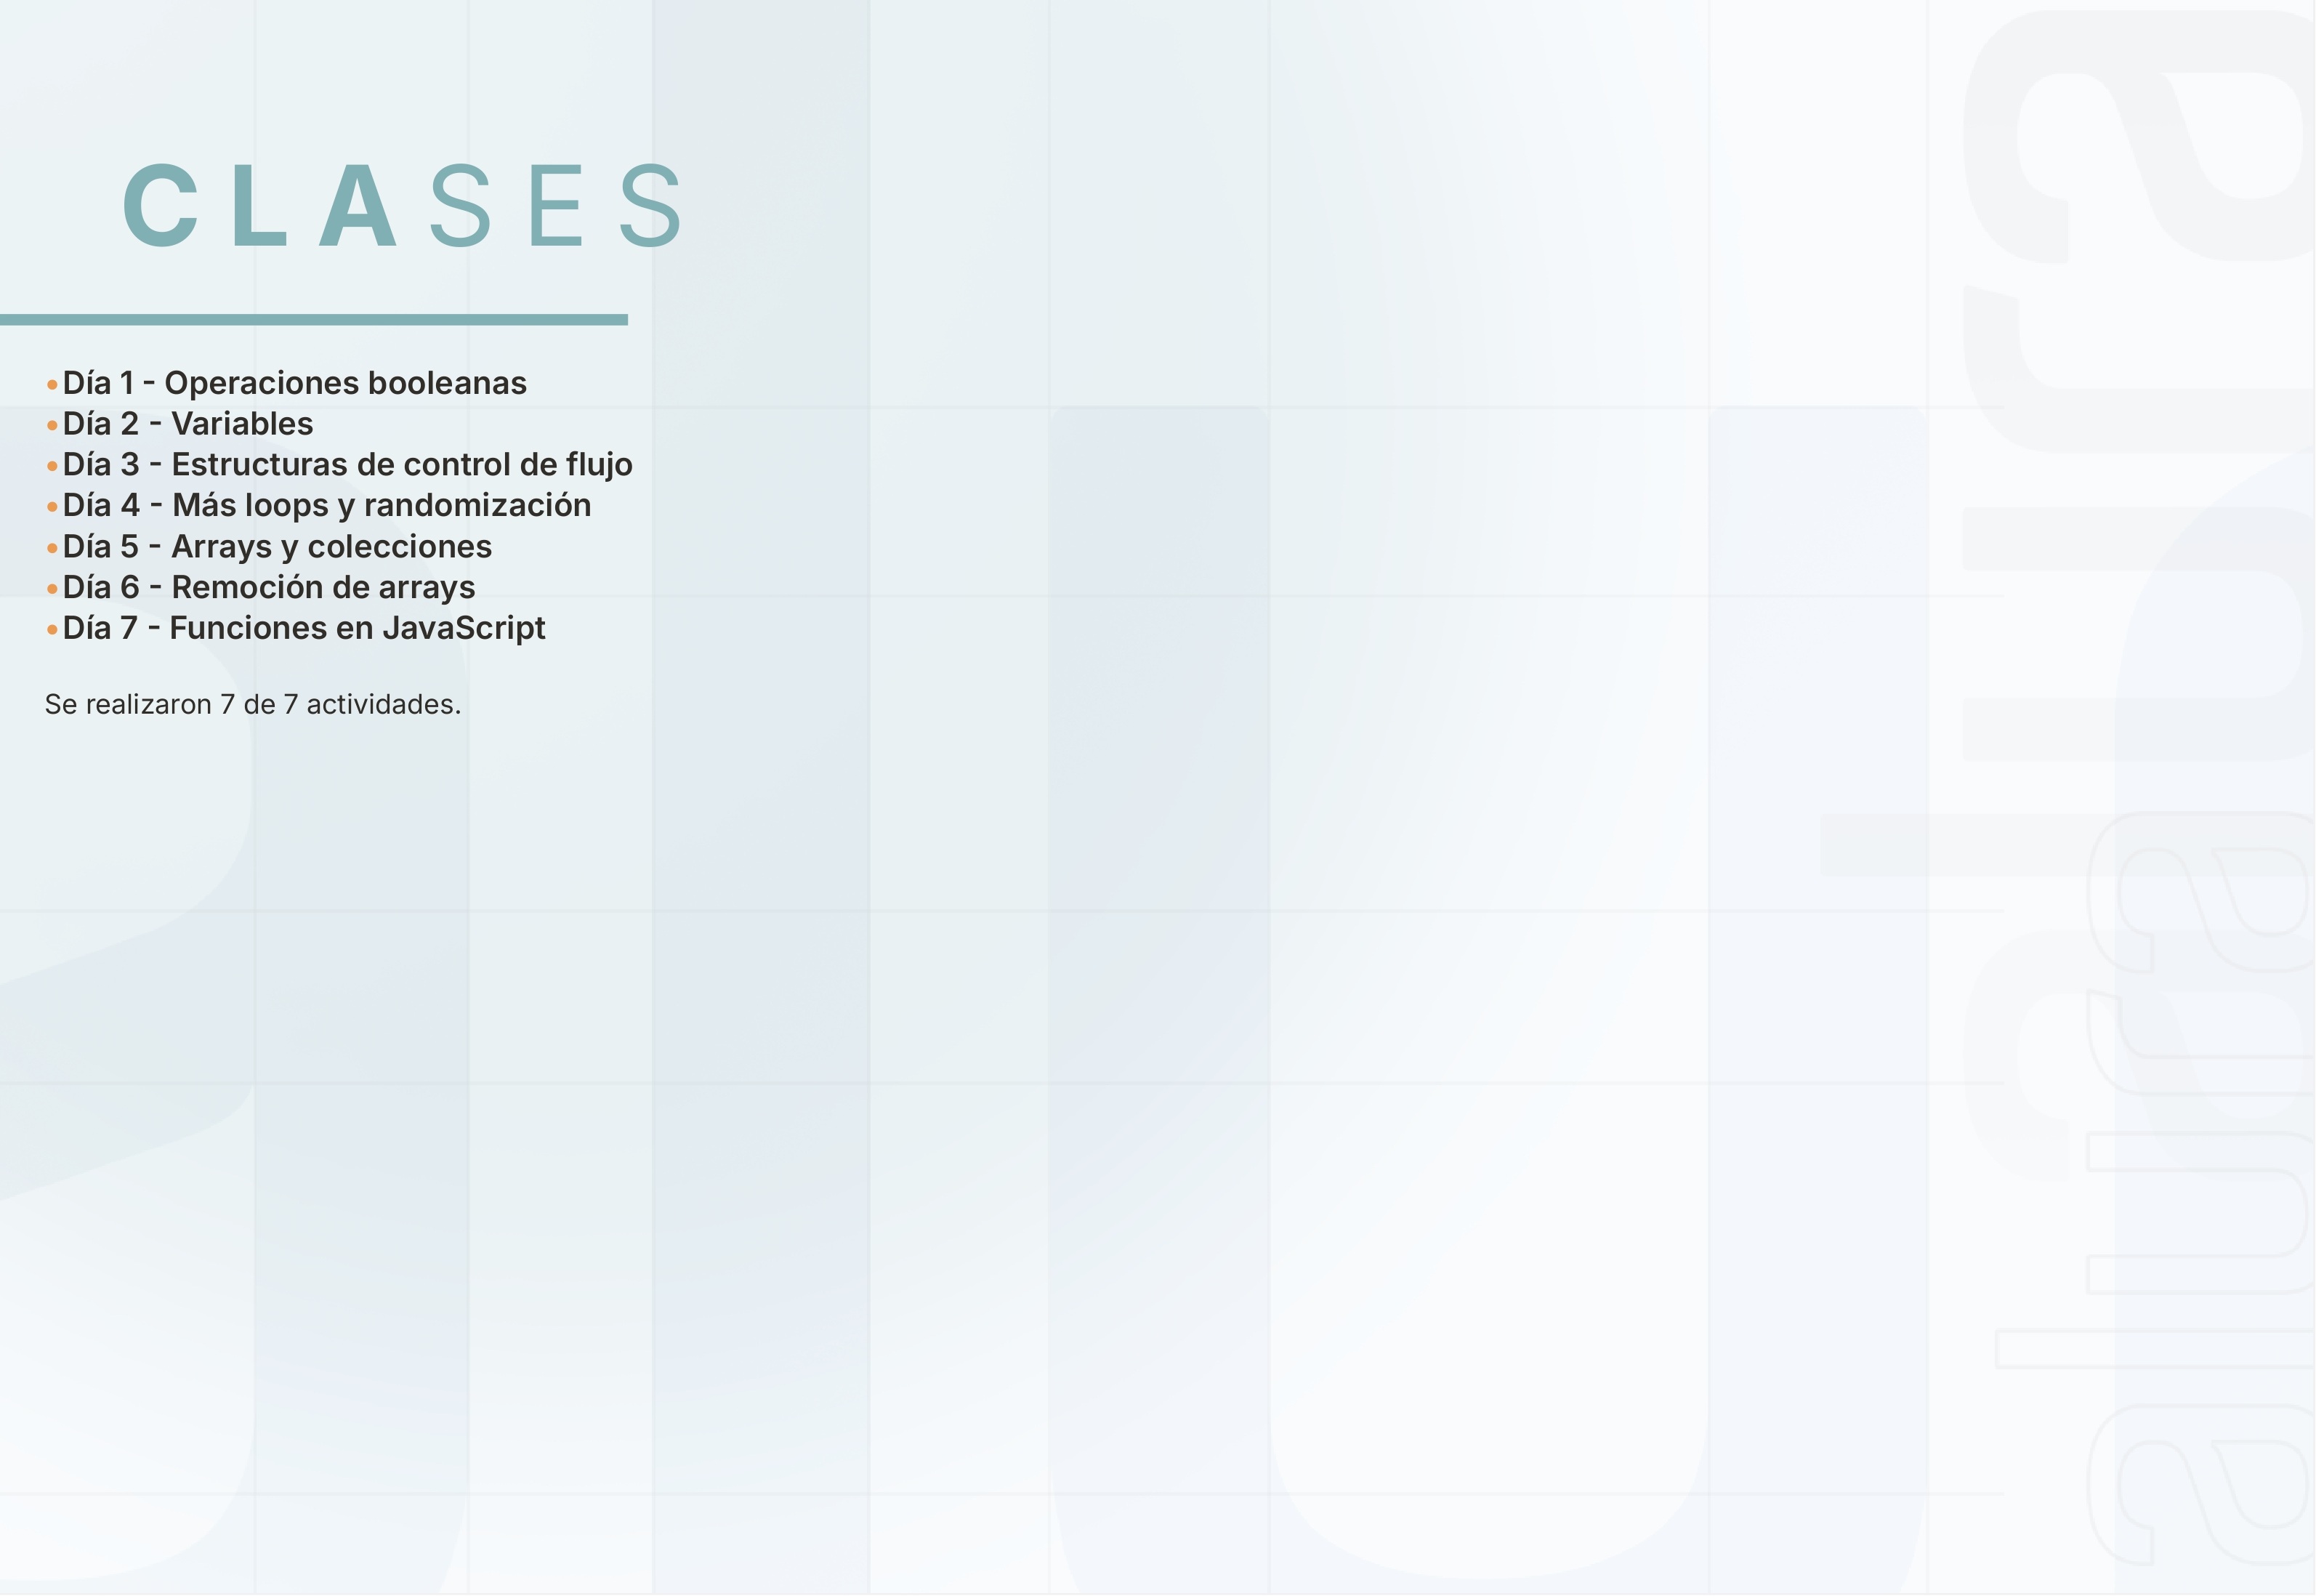 CLASES
• Día 1 - Operaciones booleanas
• Día 2 - Variables
• Día 3 - Estructuras de control de flujo
• Día 4 - Más loops y randomización
• Día 5 - Arrays y colecciones
• Día 6 - Remoción de arrays
• Día 7 - Funciones en JavaScript
Se realizaron 7 de 7 actividades.
alura
alura